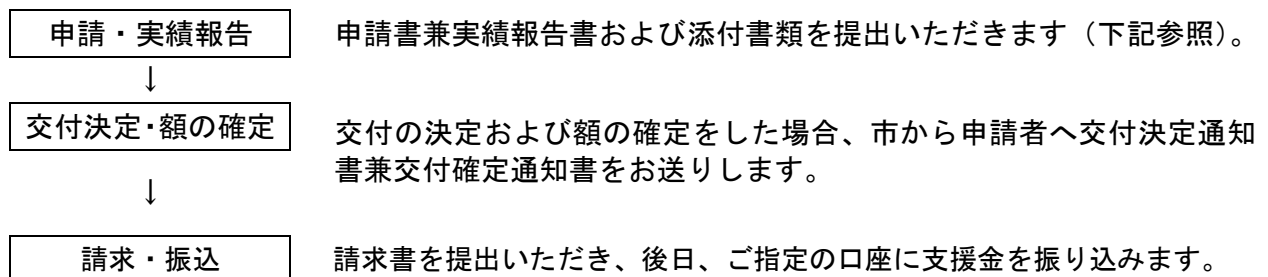 申請・実績報告　申請書兼実績報告書および添付書類を提出いただきます（下記参照）。
↓
交付決定・額の確定　交付の決定および額の確定をした場合、市から申請者へ交付決定通知
書兼交付確定通知書をお送りします。
↓
請求・振込　請求書を提出いただき、後日、ご指定の口座に支援金を振り込みます。